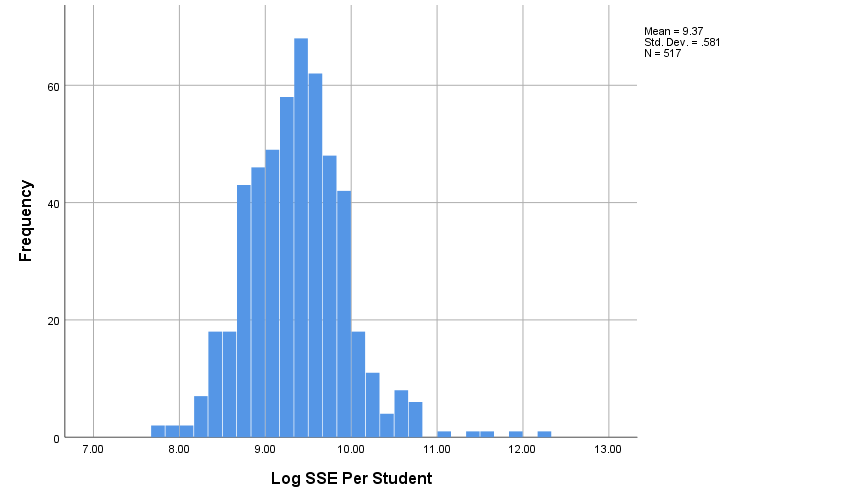 Mean = 9.37
Std. Dev. = .581
N = 517
60
40
20
0
Frequency
7.00 8.00 9.00 10.00 11.00 12.00 13.00
Log SSE Per Student